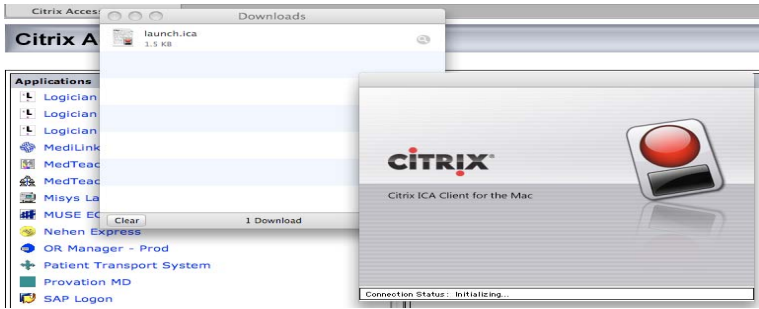 Citrix Acces
Downloads
Citrix A
launch.ica
1.5 KB
Applications
Logician
Logician
Logician
MediLink
MedTeac
MedTeac
Misys La
MUSE EC
Nehen Express
OR Manager - Prod
Patient Transport System
Provation MD
SAP Logon
Clear
1 Download
CITRIX
Citrix ICA Client for the Mac
Connection Status: Initializing...